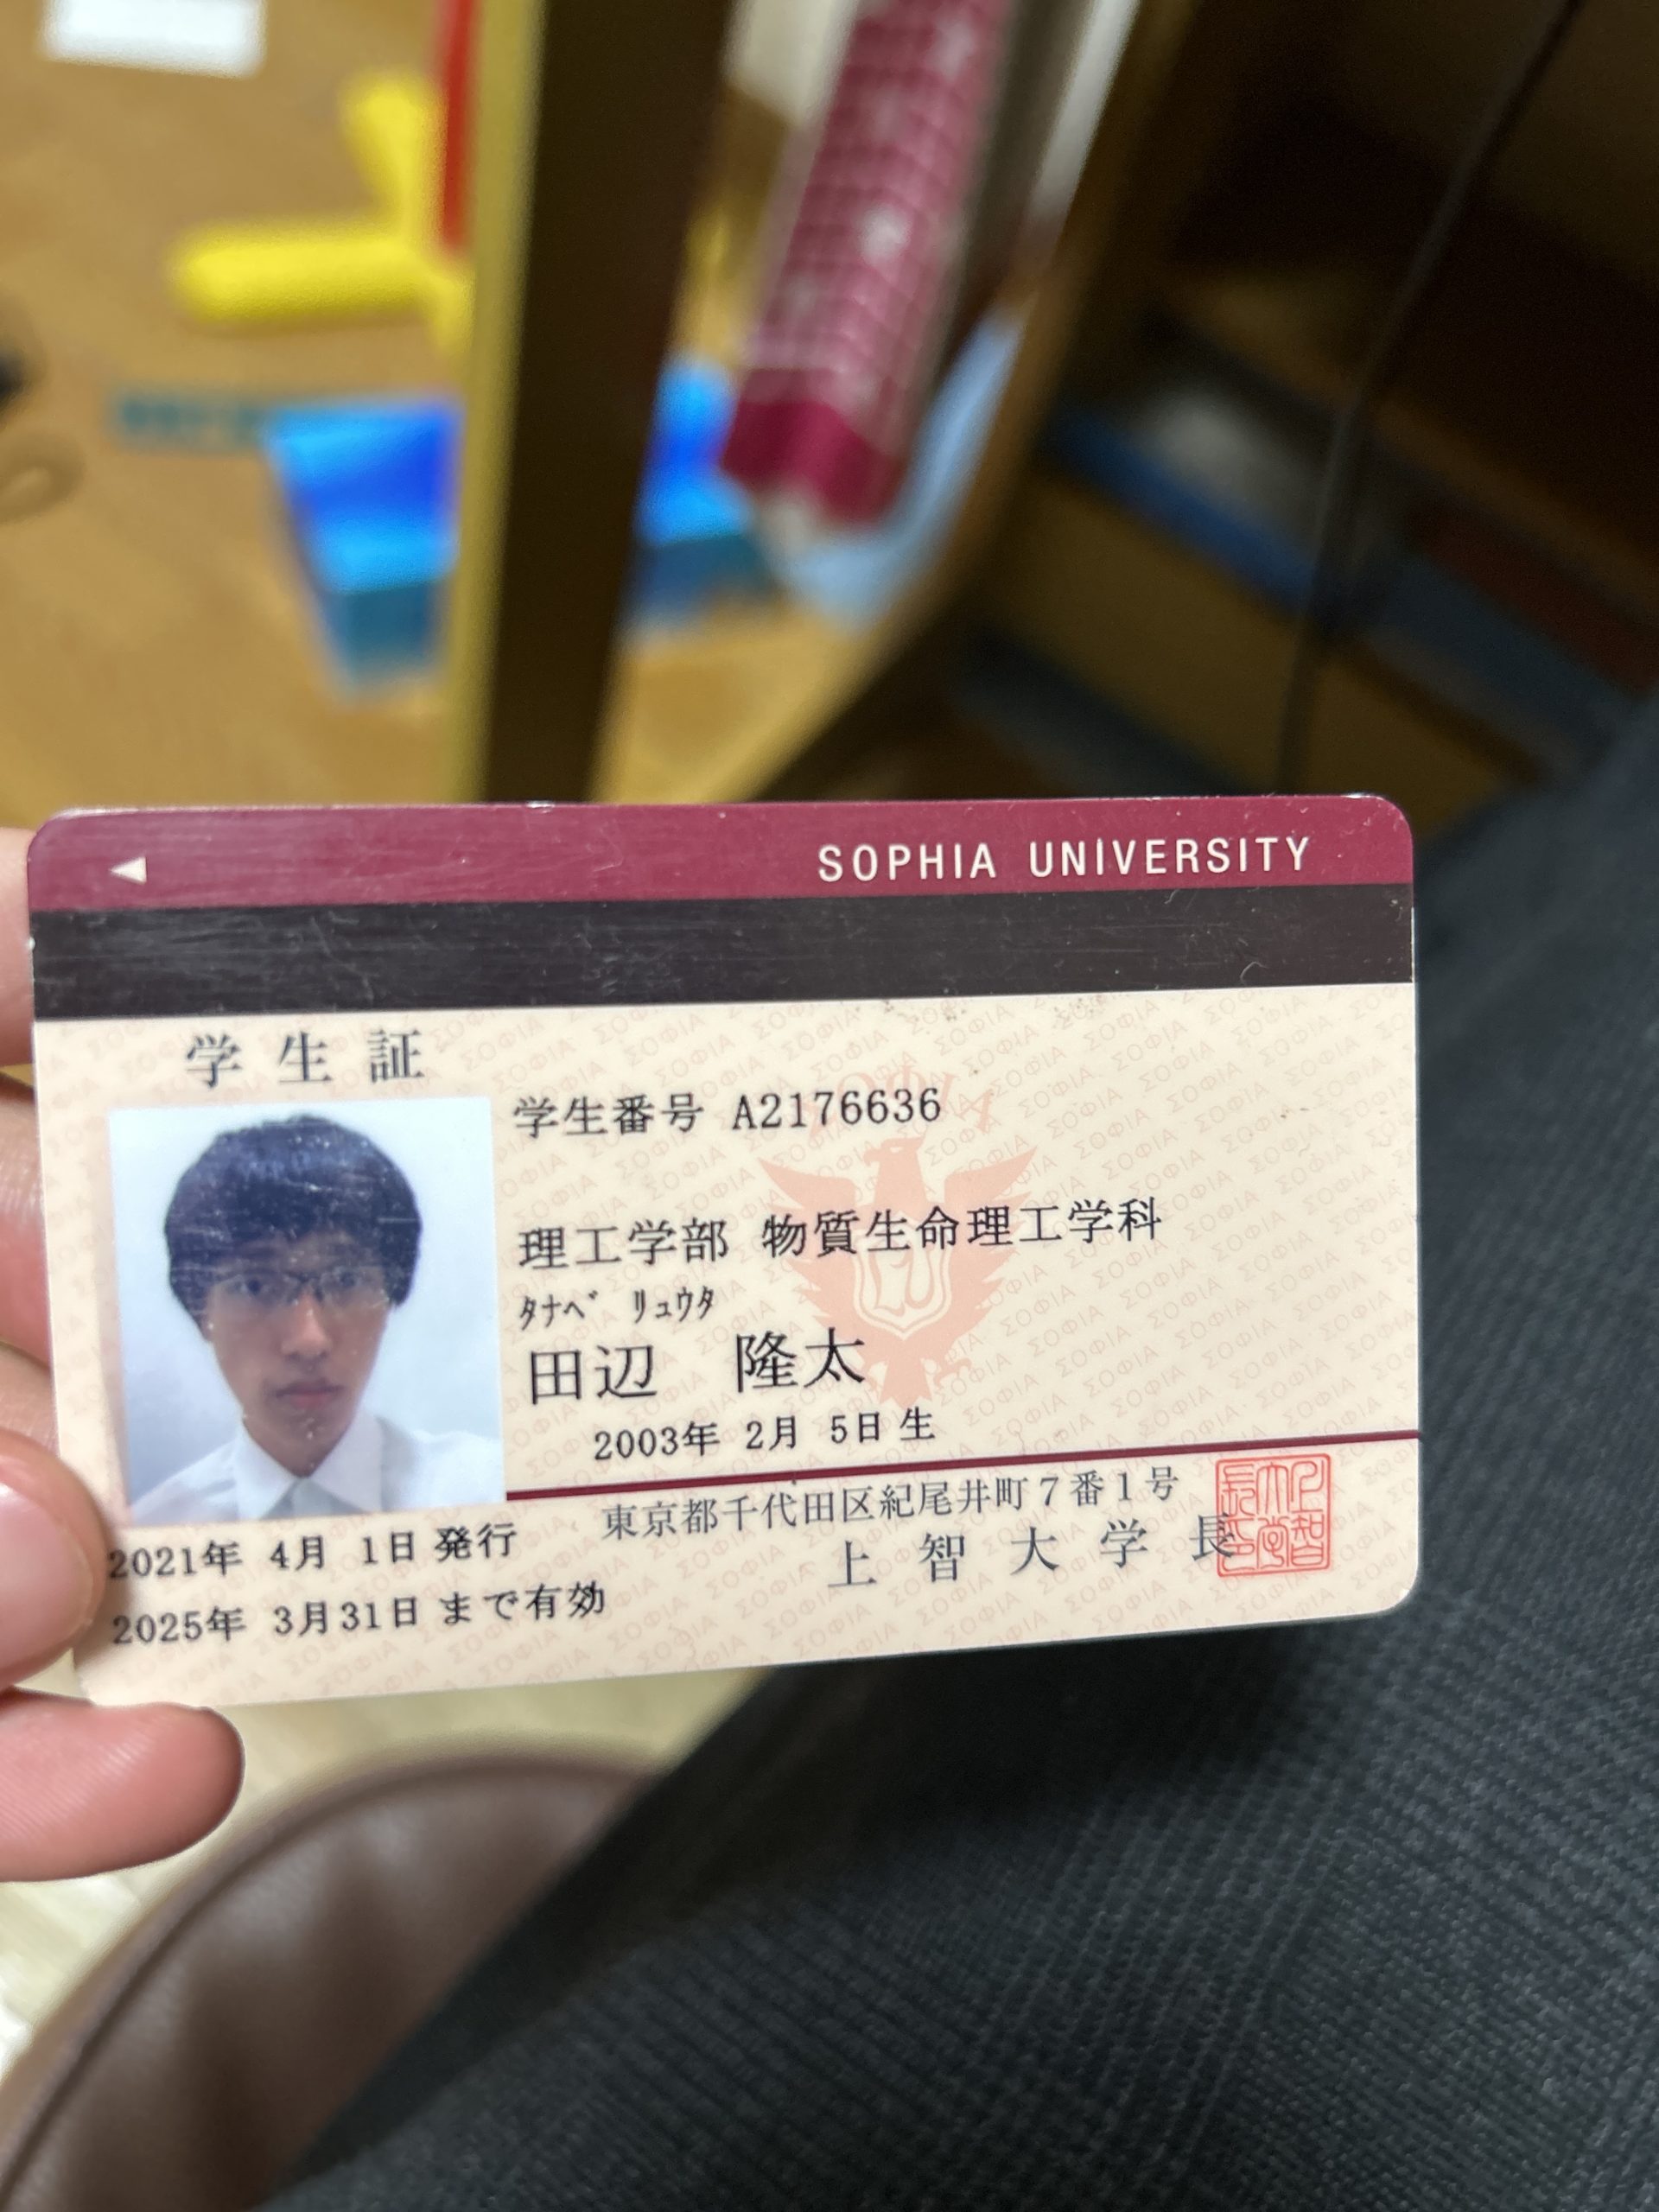 SOPHIA UNIVERSITY
学生証
学生番号 A2176636
理工学部 物質生命理工学科
ﾀﾅﾍﾞ ﾘｭｳﾀ
田辺 隆太
2003年 2月 5日生
東京都千代田区紀尾井町7番1号
上智大学長
2021年 4月 1日発行
2025年 3月31日まで有効